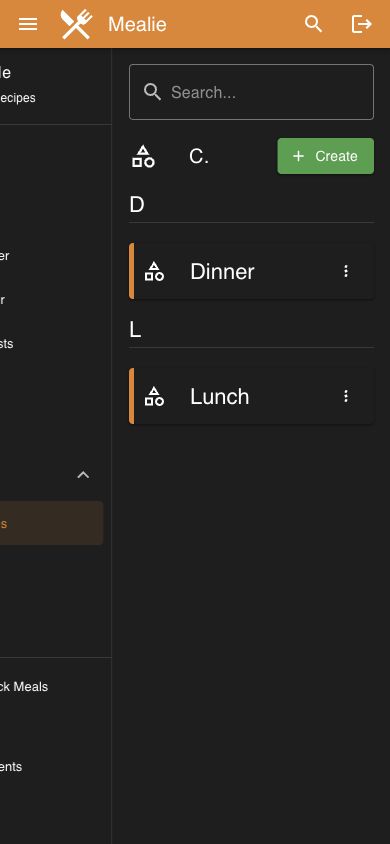 Mealie
le
ecipes
er
r
sts
s
ck Meals
ents
Search...
C.
Create
D
Dinner
L
Lunch